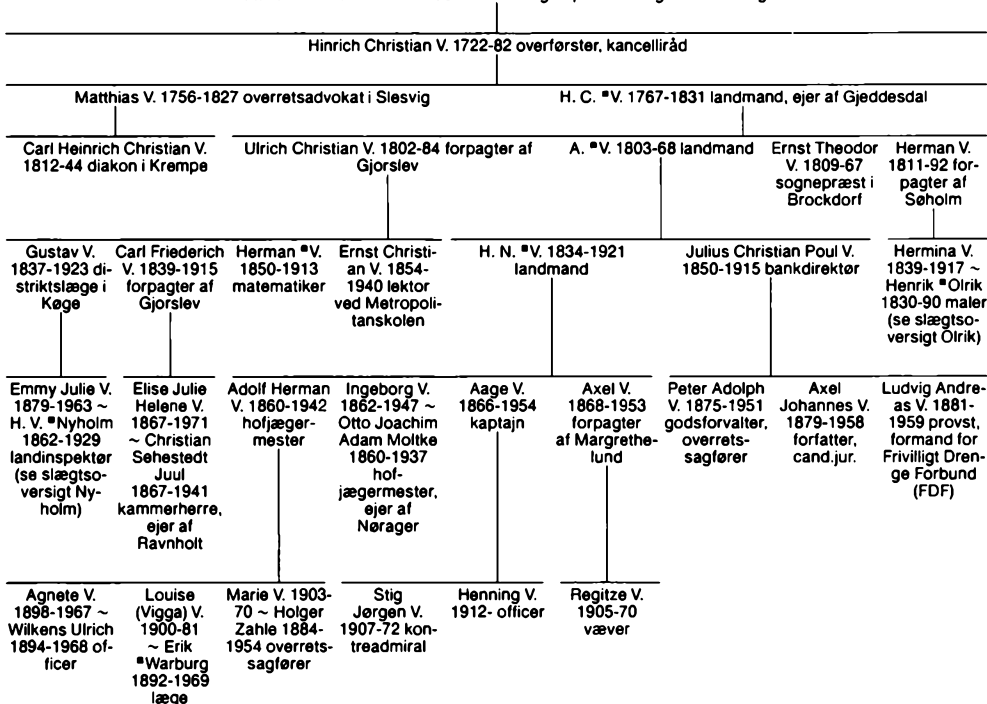 Hinrich Christian V. 1722-82 overførster, kancelliråd
Matthias V. 1756-1827 overretsadvokat i Slesvig
H. C. ▪V. 1767-1831 landmand, ejer af Gjeddesdal
Carl Heinrich Christian V.
1812-44 diakon i Krempe
Ulrich Christian V. 1802-84 forpagter af
Gjorslev
A. ▪V. 1803-68 landmand
Ernst Theodor
V. 1809-67
sognepræst i
Brockdorf
Herman V.
1811-92 for-
pagter af
Søholm
Gustav V.
1837-1923 di-
striktslæge i
Køge
Carl Friederich
V. 1839-1915
forpagter af
Gjorslev
Herman ▪V.
1850-1913
matematiker
Ernst Christi-
an V. 1854-
1940 lektor
ved Metropoli-
tanskolen
H. N. ▪V. 1834-1921
landmand
Julius Christian Poul V.
1850-1915 bankdirektør
Hermina V.
1839-1917 ~
Henrik ▪Olrik
1830-90 maler
(se slægtso-
versigt Olrik)
Emmy Julie V.
1879-1963 ~
H. V. ▪Nyholm
1862-1929
landinspektør
(se slægtso-
versigt Ny-
holm)
Elise Julie
Helene V.
1867-1971
~ Christian
Sehestedt
Juul
1867-1941
kammerherre,
ejer af
Ravnholt
Adolf Herman
V. 1860-1942
hofjæger-
mester
Ingeborg V.
1862-1947 ~
Otto Joachim
Adam Moltke
1860-1937
hof-
jægermester,
ejer af
Nørager
Aage V.
1866-1954
kaptajn
Axel V.
1868-1953
forpagter
af Margrethe-
lund
Peter Adolph
V. 1875-1951
godsforvalter,
overrets-
sagfører
Axel
Johannes V.
1879-1958
forfatter,
cand.jur.
Ludvig Andre-
as V. 1881-
1959 provst,
formand for
Frivilligt Dren-
ge Forbund
(FDF)
Agnete V.
1898-1967 ~
Wilkens Ulrich
1894-1968 of-
ficer
Louise
(Vigga) V.
1900-81
~ Erik
▪Warburg
1892-1969
læge
Marie V. 1903-
70 ~ Holger
Zahle 1884-
1954 overrets-
sagfører
Stig
Jørgen V.
1907-72 kon-
treadmiral
Henning V.
1912- officer
Regitze V.
1905-70
væver